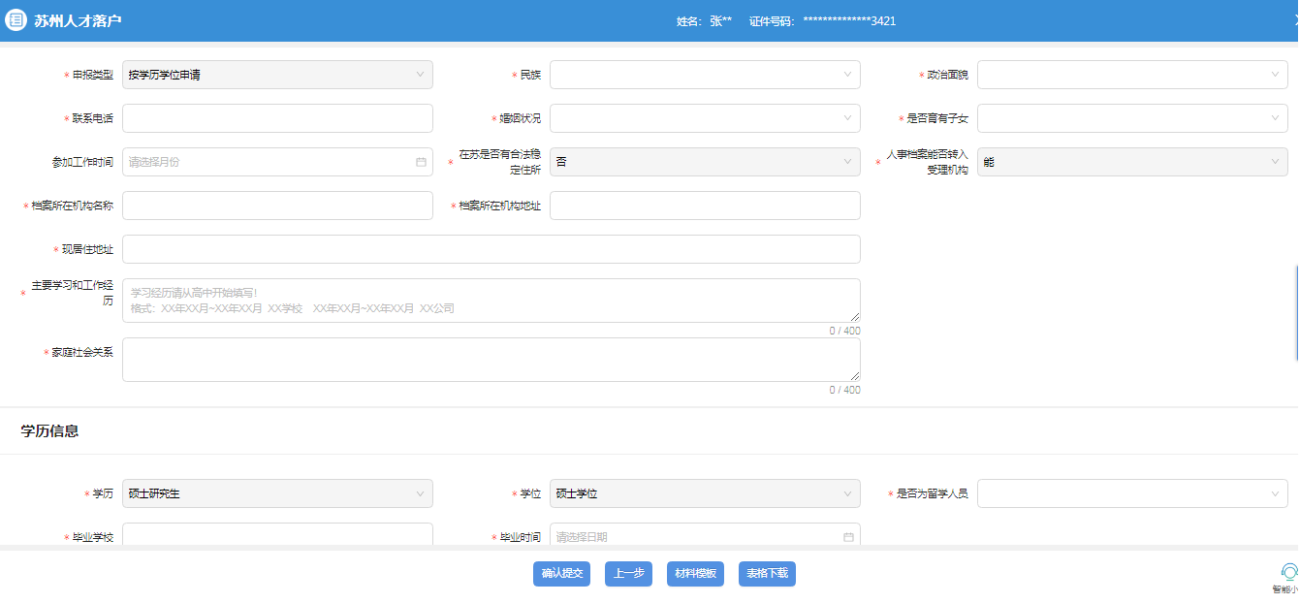 苏州人才落户
姓名: 张** 证件号码: **************3421
* 申报类型 按学历学位申请 * 民族 * 政治面貌
* 联系电话 * 婚姻状况 * 是否育有子女
参加工作时间 请选择月份 * 在苏是否有合法稳
定住所 否 * 人事档案能否转入
受理机构 能
* 档案所在机构名称 * 档案所在机构地址
* 现居住地址
* 主要学习和工作经
历
学习经历请从高中开始填写!
格式: XX年XX月~XX年XX月 XX学校 XX年XX月~XX年XX月 XX公司
0 / 400
* 家庭社会关系
0 / 400
学历信息
* 学历 硕士研究生 * 学位 硕士学位 * 是否为留学人员
* 毕业学校 * 毕业时间 请选择日期
确认提交 上一步 材料模板 表格下载
智能小